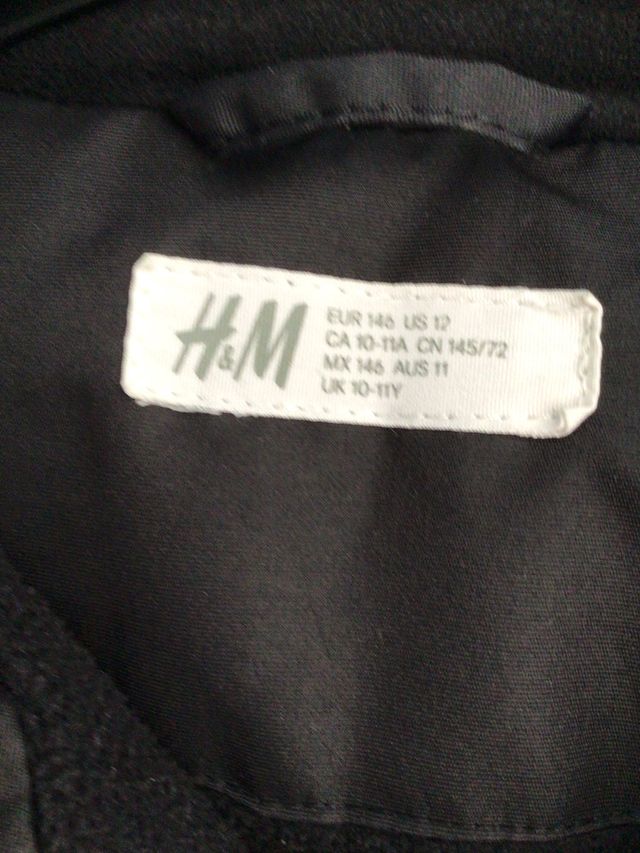 H&M
EUR 146 US 12
CA 10-11A CN 145/72
MX 146 AUS 11
UK 10-11Y